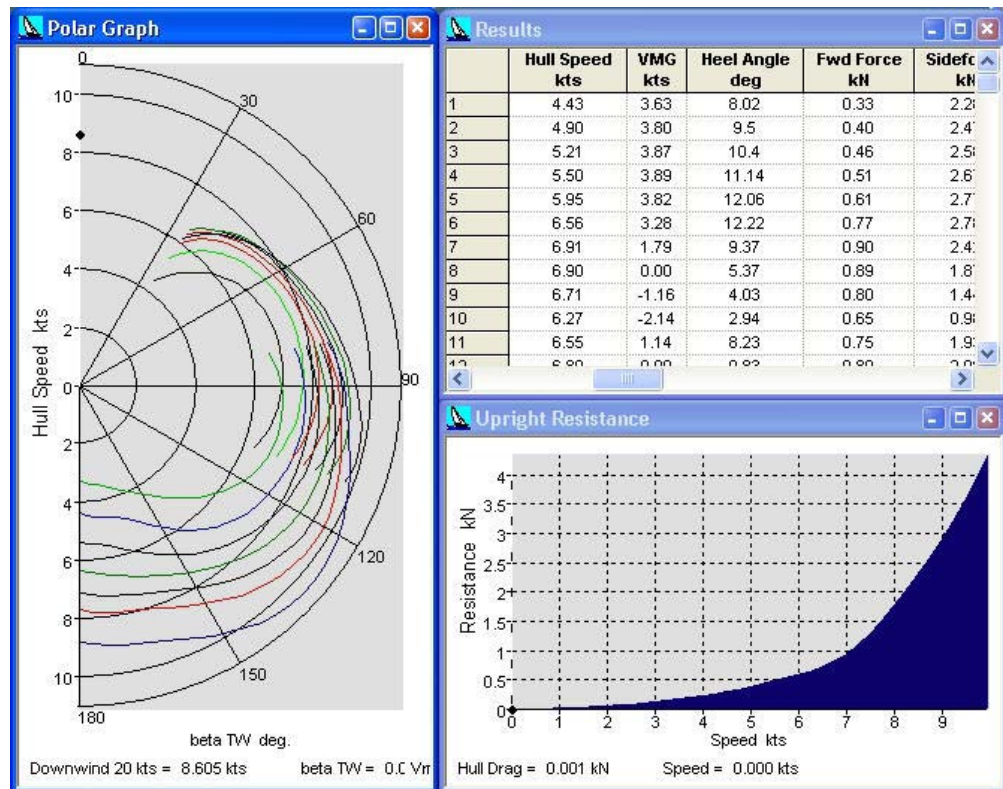 Polar Graph
0
10
8
6
4
2
0
2
4
6
8
10
180
30
60
90
120
150
Hull Speed kts
beta TW deg.
Downwind 20 kts = 8.605 kts beta TW = 0.0
Results
Hull Speed kts VMG kts Heel Angle deg Fwd Force kN
1 4.43 3.63 8.02 0.33
2 4.90 3.80 9.5 0.40
3 5.21 3.87 10.4 0.46
4 5.50 3.89 11.14 0.51
5 5.95 3.82 12.06 0.61
6 6.56 3.28 12.22 0.77
7 6.91 1.79 9.37 0.90
8 6.90 0.00 5.37 0.89
9 6.71 -1.16 4.03 0.80
10 6.27 -2.14 2.94 0.65
11 6.55 1.14 8.23 0.75
Upright Resistance
Resistance kN
4
3.5
3
2.5
2
1.5
1
0.5
0
0 1 2 3 4 5 6 7 8 9
Speed kts
Hull Drag = 0.001 kN Speed = 0.000 kts